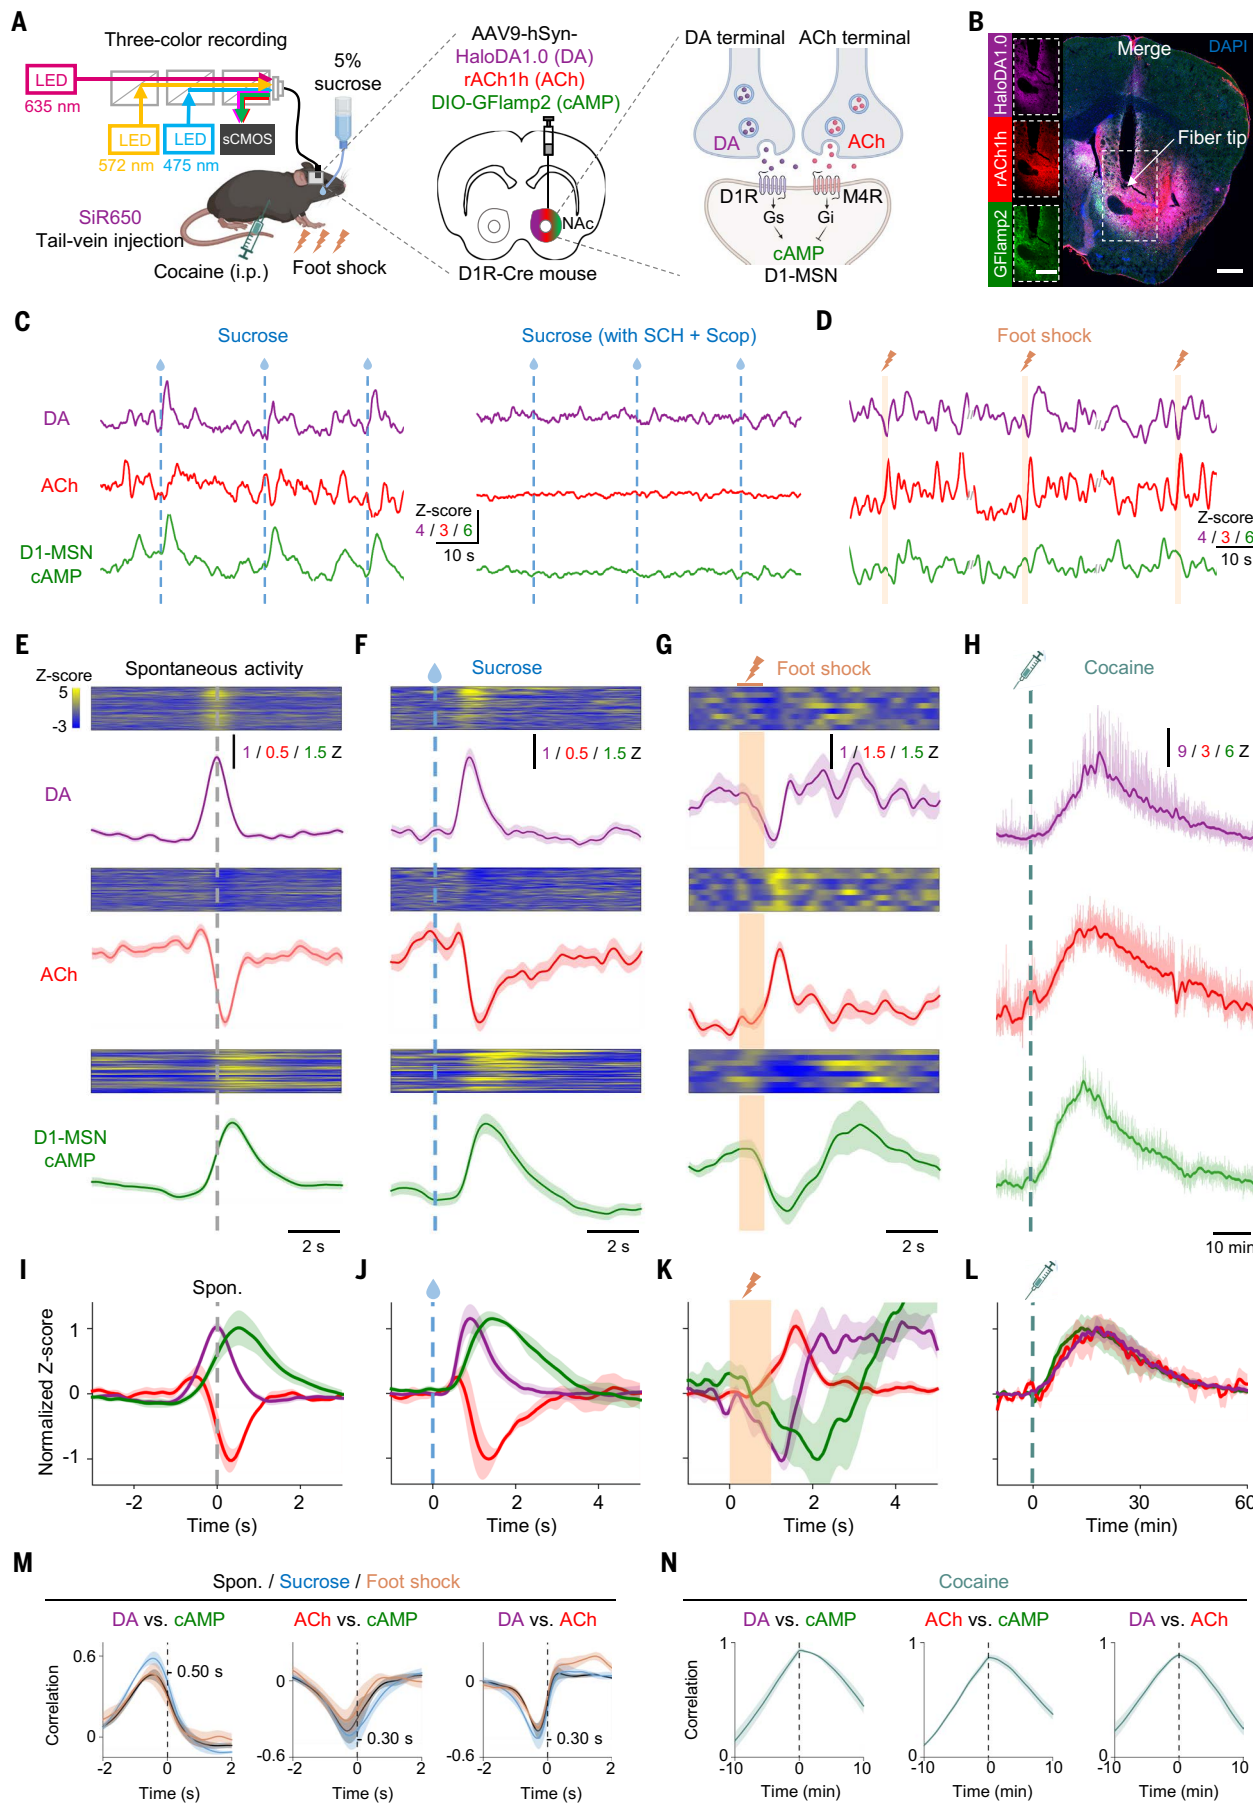 A
Three-color recording
LED
635 nm
LED
572 nm
LED
475 nm
sCMOS
5%
sucrose
SiR650
Tail-vein injection
Cocaine (i.p.)
Foot shock
AAV9-hSyn-
HaloDA1.0 (DA)
rACh1h (ACh)
DIO-GFlamp2 (cAMP)
NAc
D1R-Cre mouse
DA terminal
ACh terminal
DA
ACh
D1R
M4R
Gs
Gi
cAMP
D1-MSN
B
HaloDA1.0
rACh1h
GFlamp2
Merge
DAPI
Fiber tip
C
Sucrose
Sucrose (with SCH + Scop)
DA
ACh
D1-MSN
cAMP
Z-score
4 / 3 / 6
10 s
D
Foot shock
Z-score
4 / 3 / 6
10 s
E
Spontaneous activity
Z-score
5
-3
1 / 0.5 / 1.5 Z
DA
ACh
D1-MSN
cAMP
2 s
F
Sucrose
1 / 0.5 / 1.5 Z
2 s
G
Foot shock
1 / 1.5 / 1.5 Z
2 s
H
Cocaine
9 / 3 / 6 Z
10 min
I
Spon.
Normalized Z-score
1
0
-1
-2
0
2
Time (s)
J
0
2
4
Time (s)
K
0
2
4
Time (s)
L
0
30
60
Time (min)
M
Spon. / Sucrose / Foot shock
DA vs. cAMP
Correlation
0.6
0
-0.50 s
-2
0
2
Time (s)
ACh vs. cAMP
0
-0.6
-0.30 s
-2
0
2
Time (s)
DA vs. ACh
0
-0.6
-0.30 s
-2
0
2
Time (s)
N
Cocaine
DA vs. cAMP
Correlation
1
0
-10
0
10
Time (min)
ACh vs. cAMP
1
0
-10
0
10
Time (min)
DA vs. ACh
1
0
-10
0
10
Time (min)